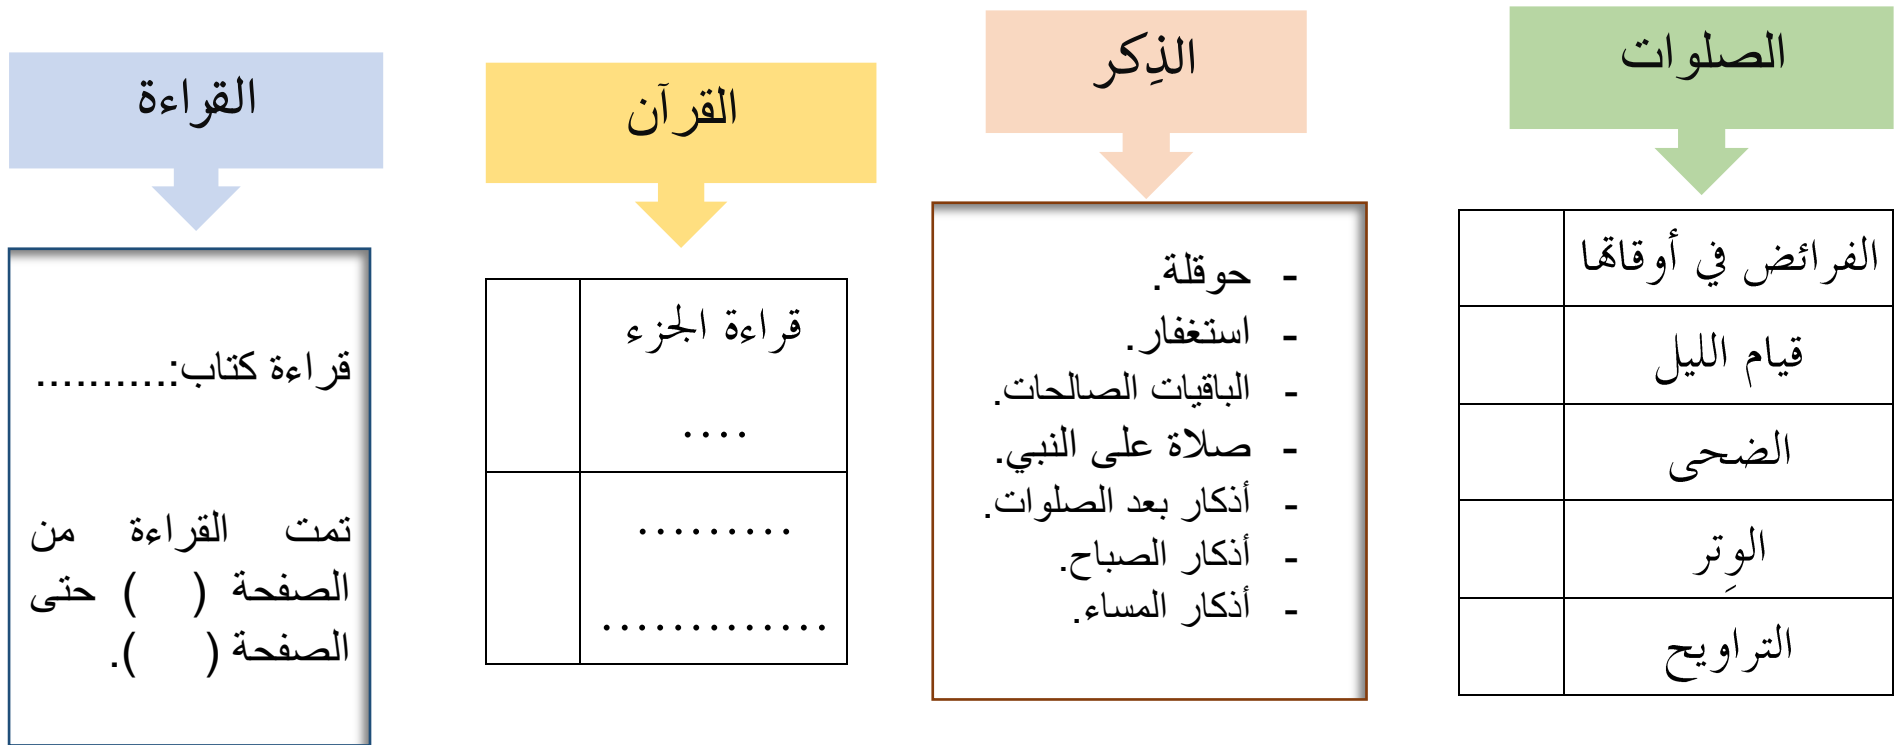 الصلوات
الفرائض في أوقاتها
قيام الليل
الضحى
الوِتر
التراويح
الذِكر
- حوقلة.
- استغفار.
- الباقيات الصالحات.
- صلاة على النبي.
- أذكار بعد الصلوات.
- أذكار الصباح.
- أذكار المساء.
القرآن
قراءة الجزء
....
.........
.............
القراءة
قراءة كتاب:...........
تمت القراءة من
الصفحة (   ) حتى
الصفحة (   ).